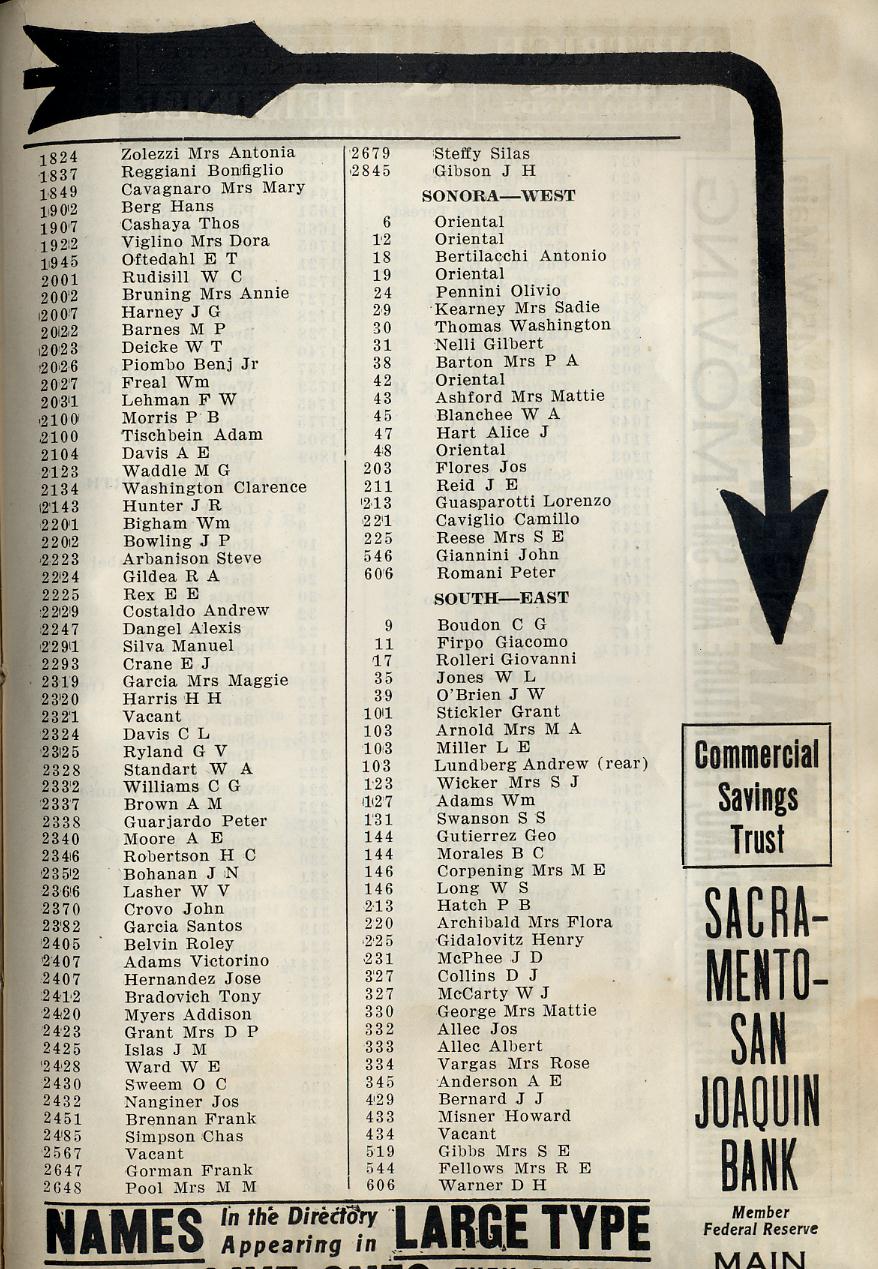 1824 Zolezzi Mrs Antonia
1837 Reggiani Bonfiglio
1849 Cavagnaro Mrs Mary
1902 Berg Hans
1907 Cashaya Thos
1922 Viglino Mrs Dora
1945 Oftedahl E T
2001 Rudisill W C
2002 Bruning Mrs Annie
2007 Harney J G
2022 Barnes M P
2023 Deicke W T
2026 Piombo Benj Jr
2027 Freal Wm
2031 Lehman F W
2100 Morris P B
2100 Tischbein Adam
2104 Davis A E
2123 Waddle M G
2134 Washington Clarence
2143 Hunter J R
2201 Bigham Wm
2202 Bowling J P
2223 Arbanison Steve
2224 Gildea R A
2225 Rex E E
2229 Costaldo Andrew
2247 Dangel Alexis
2291 Silva Manuel
2293 Crane E J
2319 Garcia Mrs Maggie
2320 Harris H H
2321 Vacant
2324 Davis C L
2325 Ryland G V
2328 Standart W A
2332 Williams C G
2337 Brown A M
2338 Guarjardo Peter
2340 Moore A E
2346 Robertson H C
2352 Bohanan J N
2366 Lasher W V
2370 Crovo John
2382 Garcia Santos
2405 Belvin Roley
2407 Adams Victorino
2407 Hernandez Jose
2412 Bradovich Tony
2420 Myers Addison
2423 Grant Mrs D P
2425 Islas J M
2428 Ward W E
2430 Sweem O C
2432 Nanginer Jos
2451 Brennan Frank
2485 Simpson Chas
2567 Vacant
2647 Gorman Frank
2648 Pool Mrs M M
2679 Steffy Silas
2845 Gibson J H
SONORA—WEST
6 Oriental
12 Oriental
18 Bertilacchi Antonio
19 Oriental
24 Pennini Olivio
29 Kearney Mrs Sadie
30 Thomas Washington
31 Nelli Gilbert
38 Barton Mrs P A
42 Oriental
43 Ashford Mrs Mattie
45 Blanchee W A
47 Hart Alice J
48 Oriental
203 Flores Jos
211 Reid J E
213 Guasparotti Lorenzo
221 Caviglio Camillo
225 Reese Mrs S E
546 Giannini John
606 Romani Peter
SOUTH—EAST
9 Boudon C G
11 Firpo Giacomo
17 Rolleri Giovanni
35 Jones W L
39 O'Brien J W
101 Stickler Grant
103 Arnold Mrs M A
103 Miller L E
103 Lundberg Andrew (rear)
123 Wicker Mrs S J
127 Adams Wm
131 Swanson S S
144 Gutierrez Geo
144 Morales B C
146 Corpening Mrs M E
146 Long W S
213 Hatch P B
220 Archibald Mrs Flora
225 Gidalovitz Henry
231 McPhee J D
327 Collins D J
327 McCarty W J
330 George Mrs Mattie
332 Allec Jos
333 Allec Albert
334 Vargas Mrs Rose
345 Anderson A E
429 Bernard J J
433 Misner Howard
434 Vacant
519 Gibbs Mrs S E
544 Fellows Mrs R E
606 Warner D H
Commercial
Savings
Trust
SACRA-
MENTO-
SAN
JOAQUIN
BANK
Member
Federal Reserve
MAIN
NAMES In the Directory Appearing in LARGE TYPE